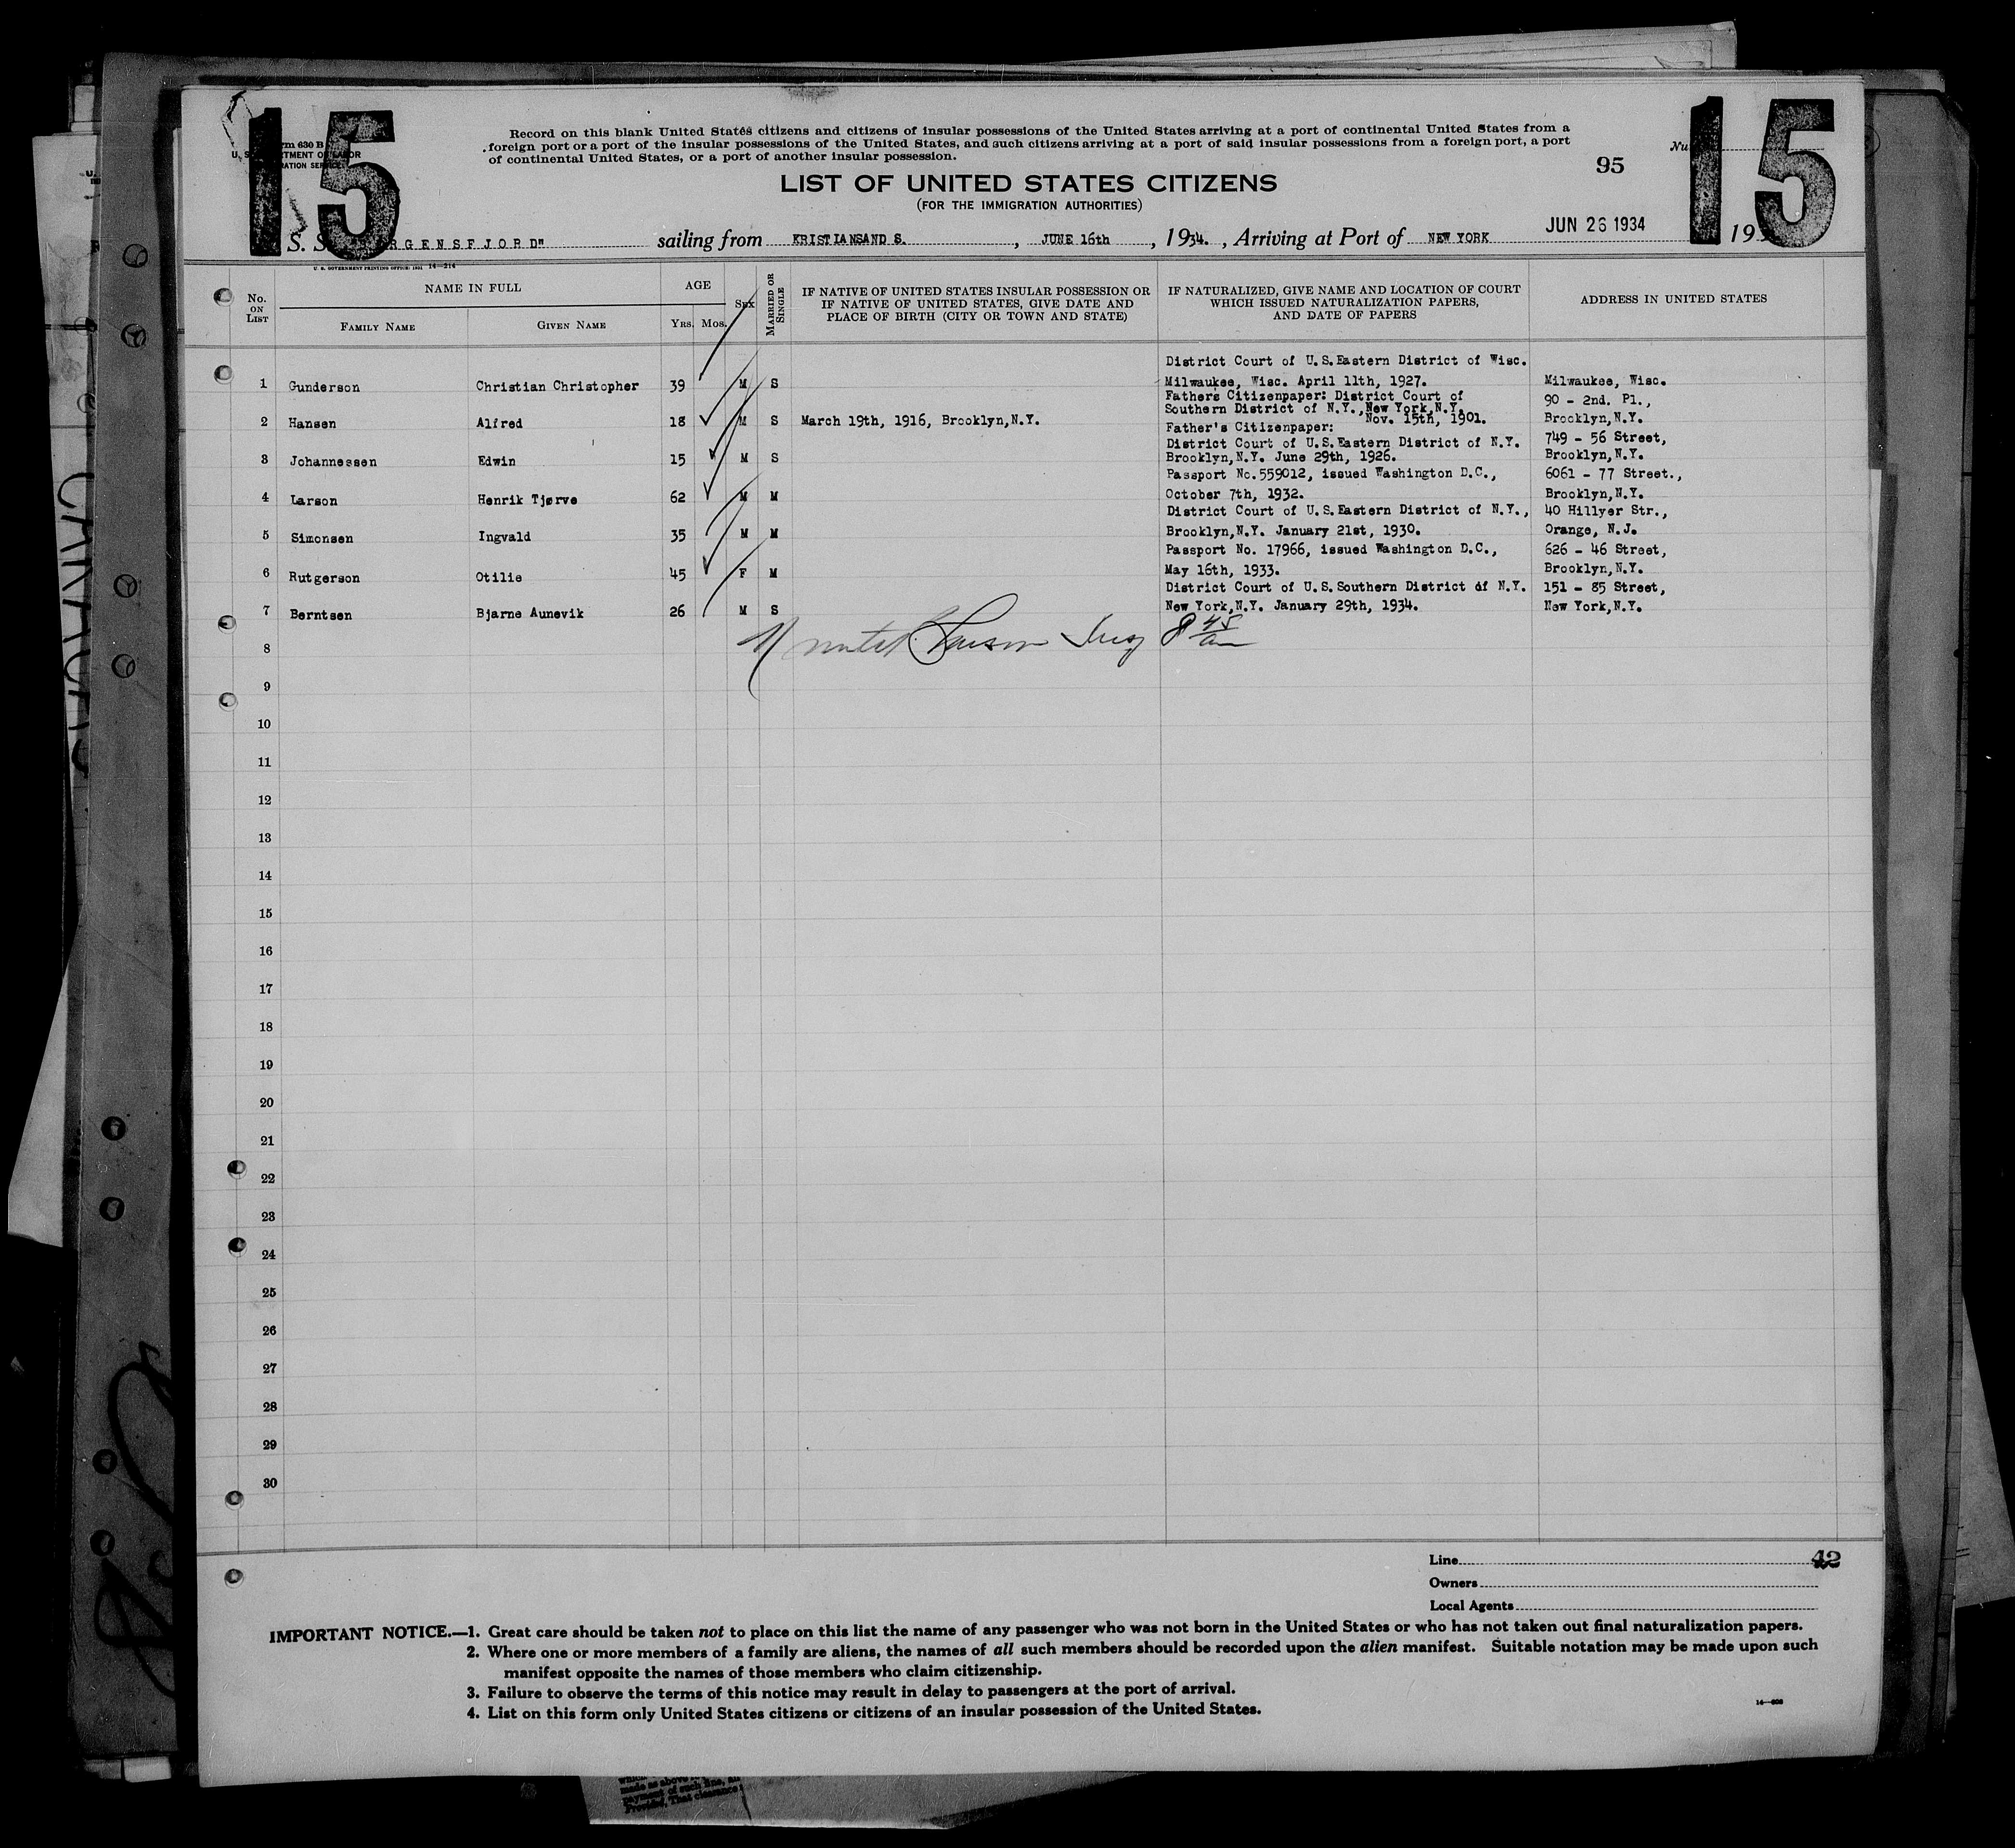 15
15
Record on this blank United States citizens and citizens of insular possessions of the United States arriving at a port of continental United States from a
foreign port or a port of the insular possessions of the United States, and such citizens arriving at a port of said insular possessions from a foreign port, a port
of continental United States, or a port of another insular possession.
95
LIST OF UNITED STATES CITIZENS
(FOR THE IMMIGRATION AUTHORITIES)
S. S. RGENSFJORD" sailing from KRISTIANSAND S. , JUNE 16th , 1934. , Arriving at Port of NEW YORK JUN 26 1934 19
U. S. GOVERNMENT PRINTING OFFICE: 1931 14—214
No. ON LIST
NAME IN FULL
FAMILY NAME
GIVEN NAME
AGE
YRS. MOS.
SEX
MARRIED OR SINGLE
IF NATIVE OF UNITED STATES INSULAR POSSESSION OR
IF NATIVE OF UNITED STATES, GIVE DATE AND
PLACE OF BIRTH (CITY OR TOWN AND STATE)
IF NATURALIZED, GIVE NAME AND LOCATION OF COURT
WHICH ISSUED NATURALIZATION PAPERS,
AND DATE OF PAPERS
ADDRESS IN UNITED STATES
District Court of U.S.Eastern District of Wisc.
1 Gunderson Christian Christopher 39 M S Milwaukee, Wisc. April 11th, 1927. Milwaukee, Wisc.
Fathers Citizenpaper: District Court of 90 - 2nd. Pl.,
Southern District of N.Y.,New York,N.Y.
2 Hansen Alfred 18 M S March 19th, 1916, Brooklyn,N.Y. Nov. 15th, 1901. Brooklyn,N.Y.
Father's Citizenpaper:
District Court of U.S.Eastern District of N.Y. 749 - 56 Street,
3 Johannessen Edwin 15 M S Brooklyn,N.Y. June 29th, 1926. Brooklyn,N.Y.
Passport No.559012, issued Washington D.C., 6061 - 77 Street.,
4 Larson Henrik Tjørve 62 M M October 7th, 1932. Brooklyn,N.Y.
District Court of U.S.Eastern District of N.Y., 40 Hillyer Str.,
5 Simonsen Ingvald 35 M M Brooklyn,N.Y. January 21st, 1930. Orange, N.J.
Passport No. 17966, issued Washington D.C., 626 - 46 Street,
6 Rutgerson Otilie 45 F M May 16th, 1933. Brooklyn,N.Y.
District Court of U.S.Southern District of N.Y. 151 - 85 Street,
7 Berntsen Bjarne Aunevik 26 M S New York,N.Y. January 29th, 1934. New York,N.Y.
8 45
8
9
10
11
12
13
14
15
16
17
18
19
20
21
22
23
24
25
26
27
28
29
30
Line 42
Owners
Local Agents
IMPORTANT NOTICE.—1. Great care should be taken not to place on this list the name of any passenger who was not born in the United States or who has not taken out final naturalization papers.
2. Where one or more members of a family are aliens, the names of all such members should be recorded upon the alien manifest. Suitable notation may be made upon such
manifest opposite the names of those members who claim citizenship.
3. Failure to observe the terms of this notice may result in delay to passengers at the port of arrival.
4. List on this form only United States citizens or citizens of an insular possession of the United States.